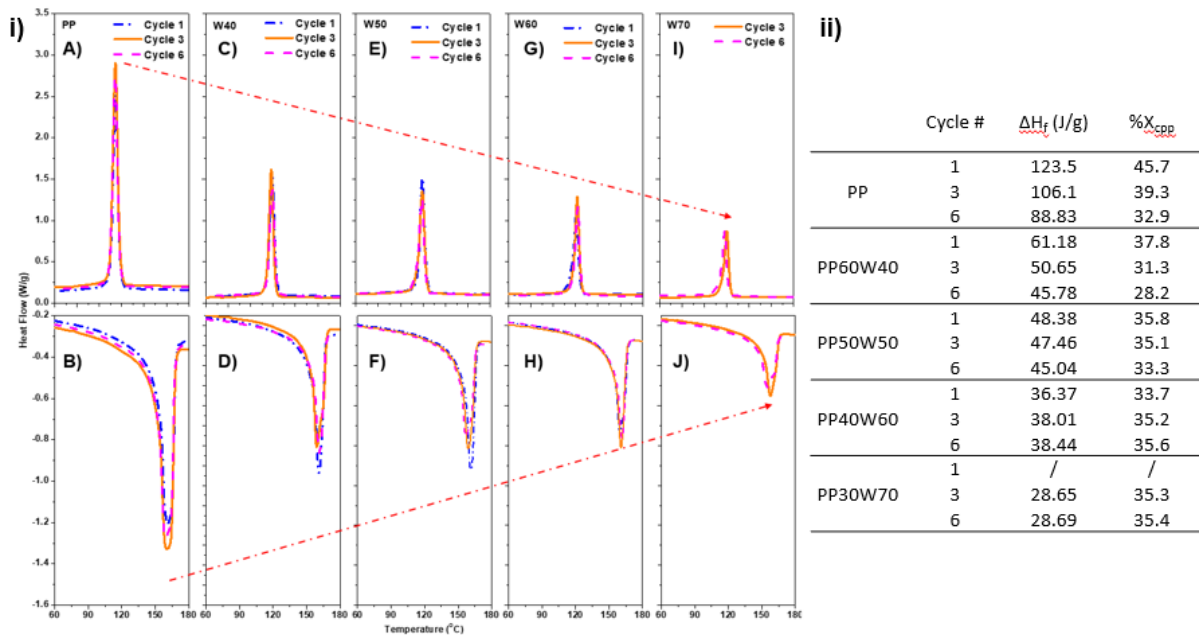 i)
PP
Cycle 1
Cycle 3
Cycle 6
A)
W40
Cycle 1
Cycle 3
Cycle 6
C)
W50
Cycle 1
Cycle 3
Cycle 6
E)
W60
Cycle 1
Cycle 3
Cycle 6
G)
W70
Cycle 3
Cycle 6
I)
3.5
3.0
2.5
2.0
1.5
1.0
0.5
0.0
Heat Flow (W/g)
-0.2
-0.4
-0.6
-0.8
-1.0
-1.2
-1.4
-1.6
B)
D)
F)
H)
J)
60 90 120 150 180
60 90 120 150 180
60 90 120 150 180
60 90 120 150 180
60 90 120 150 180
Temperature (°C)
ii)
Cycle # ΔHf (J/g) %Xcpp
PP
1 123.5 45.7
3 106.1 39.3
6 88.83 32.9
PP60W40
1 61.18 37.8
3 50.65 31.3
6 45.78 28.2
PP50W50
1 48.38 35.8
3 47.46 35.1
6 45.04 33.3
PP40W60
1 36.37 33.7
3 38.01 35.2
6 38.44 35.6
PP30W70
1 / /
3 28.65 35.3
6 28.69 35.4